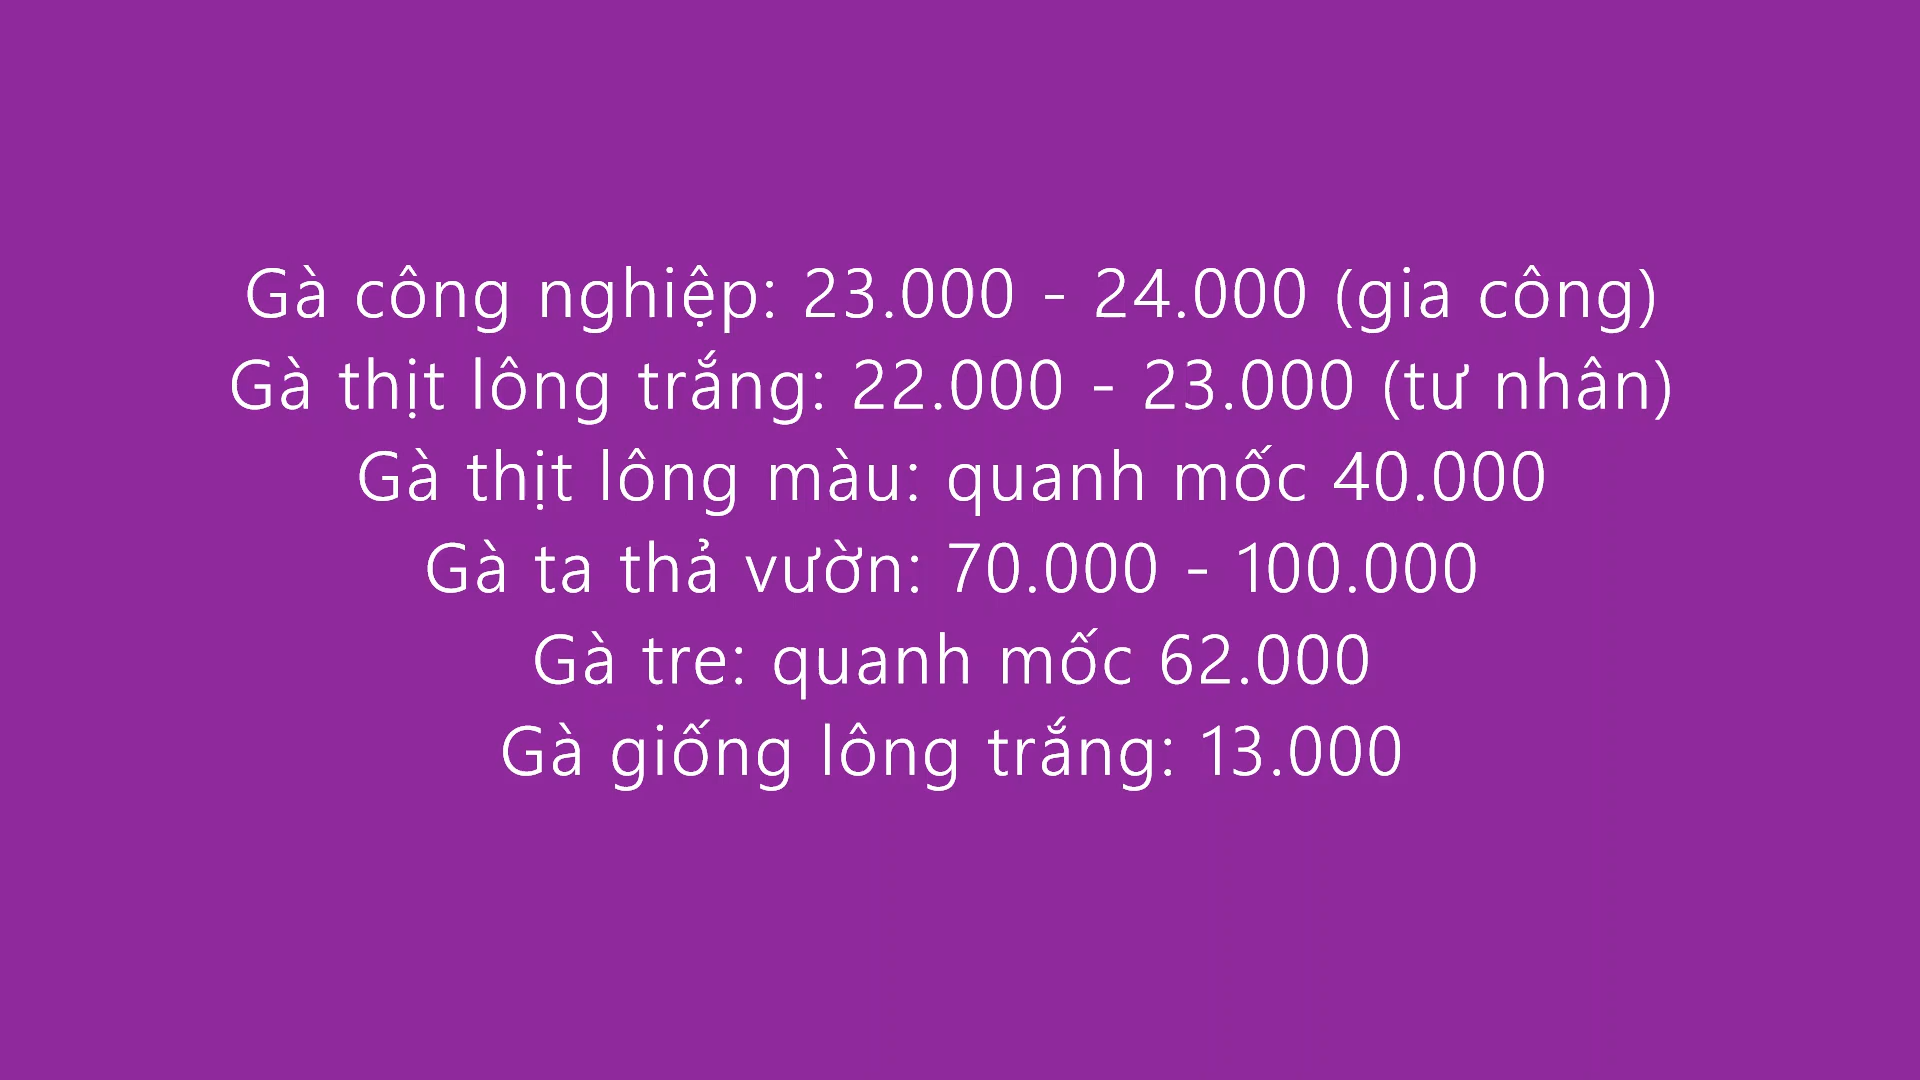 Gà công nghiệp: 23.000 - 24.000 (gia công)
Gà thịt lông trắng: 22.000 - 23.000 (tư nhân)
Gà thịt lông màu: quanh mốc 40.000
Gà ta thả vườn: 70.000 - 100.000
Gà tre: quanh mốc 62.000
Gà giống lông trắng: 13.000